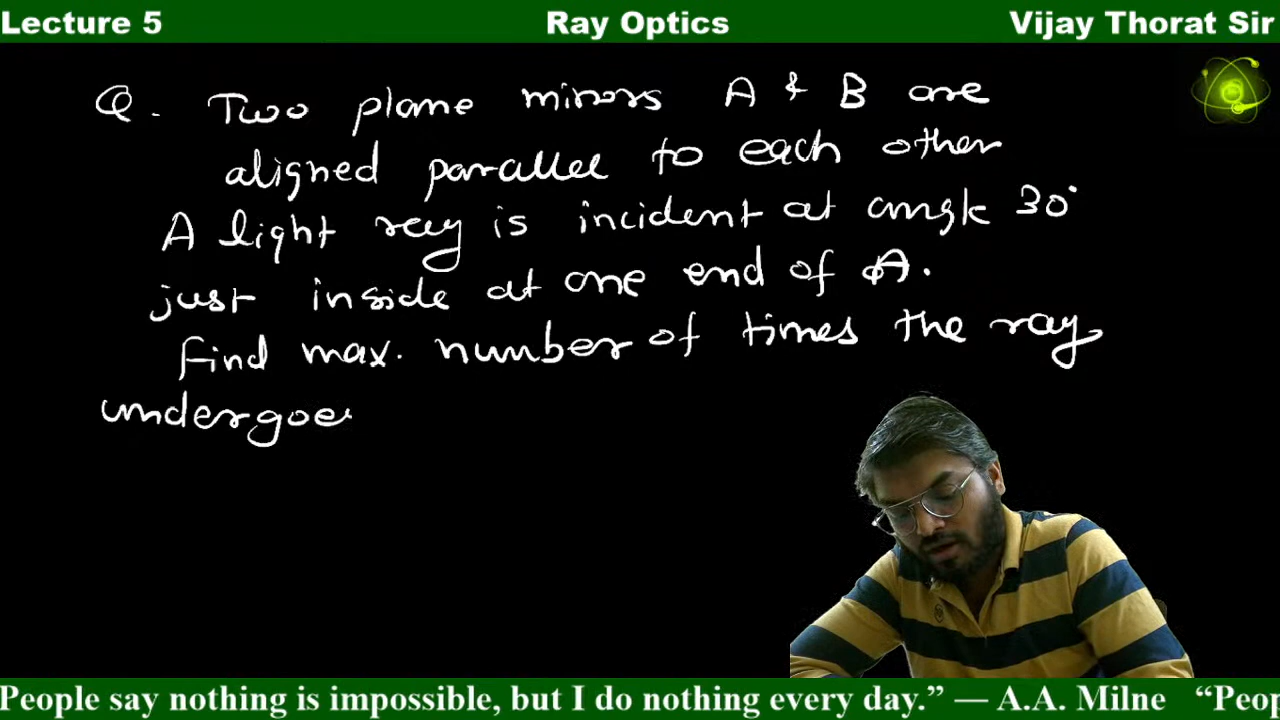 Lecture 5 Ray Optics Vijay Thorat Sir
Q. Two plane mirrors A & B are
aligned parallel to each other
A light ray is incident at angle 30°
just inside at one end of A.
find max. number of times the ray
undergoes
People say nothing is impossible, but I do nothing every day.” — A.A. Milne “Peop